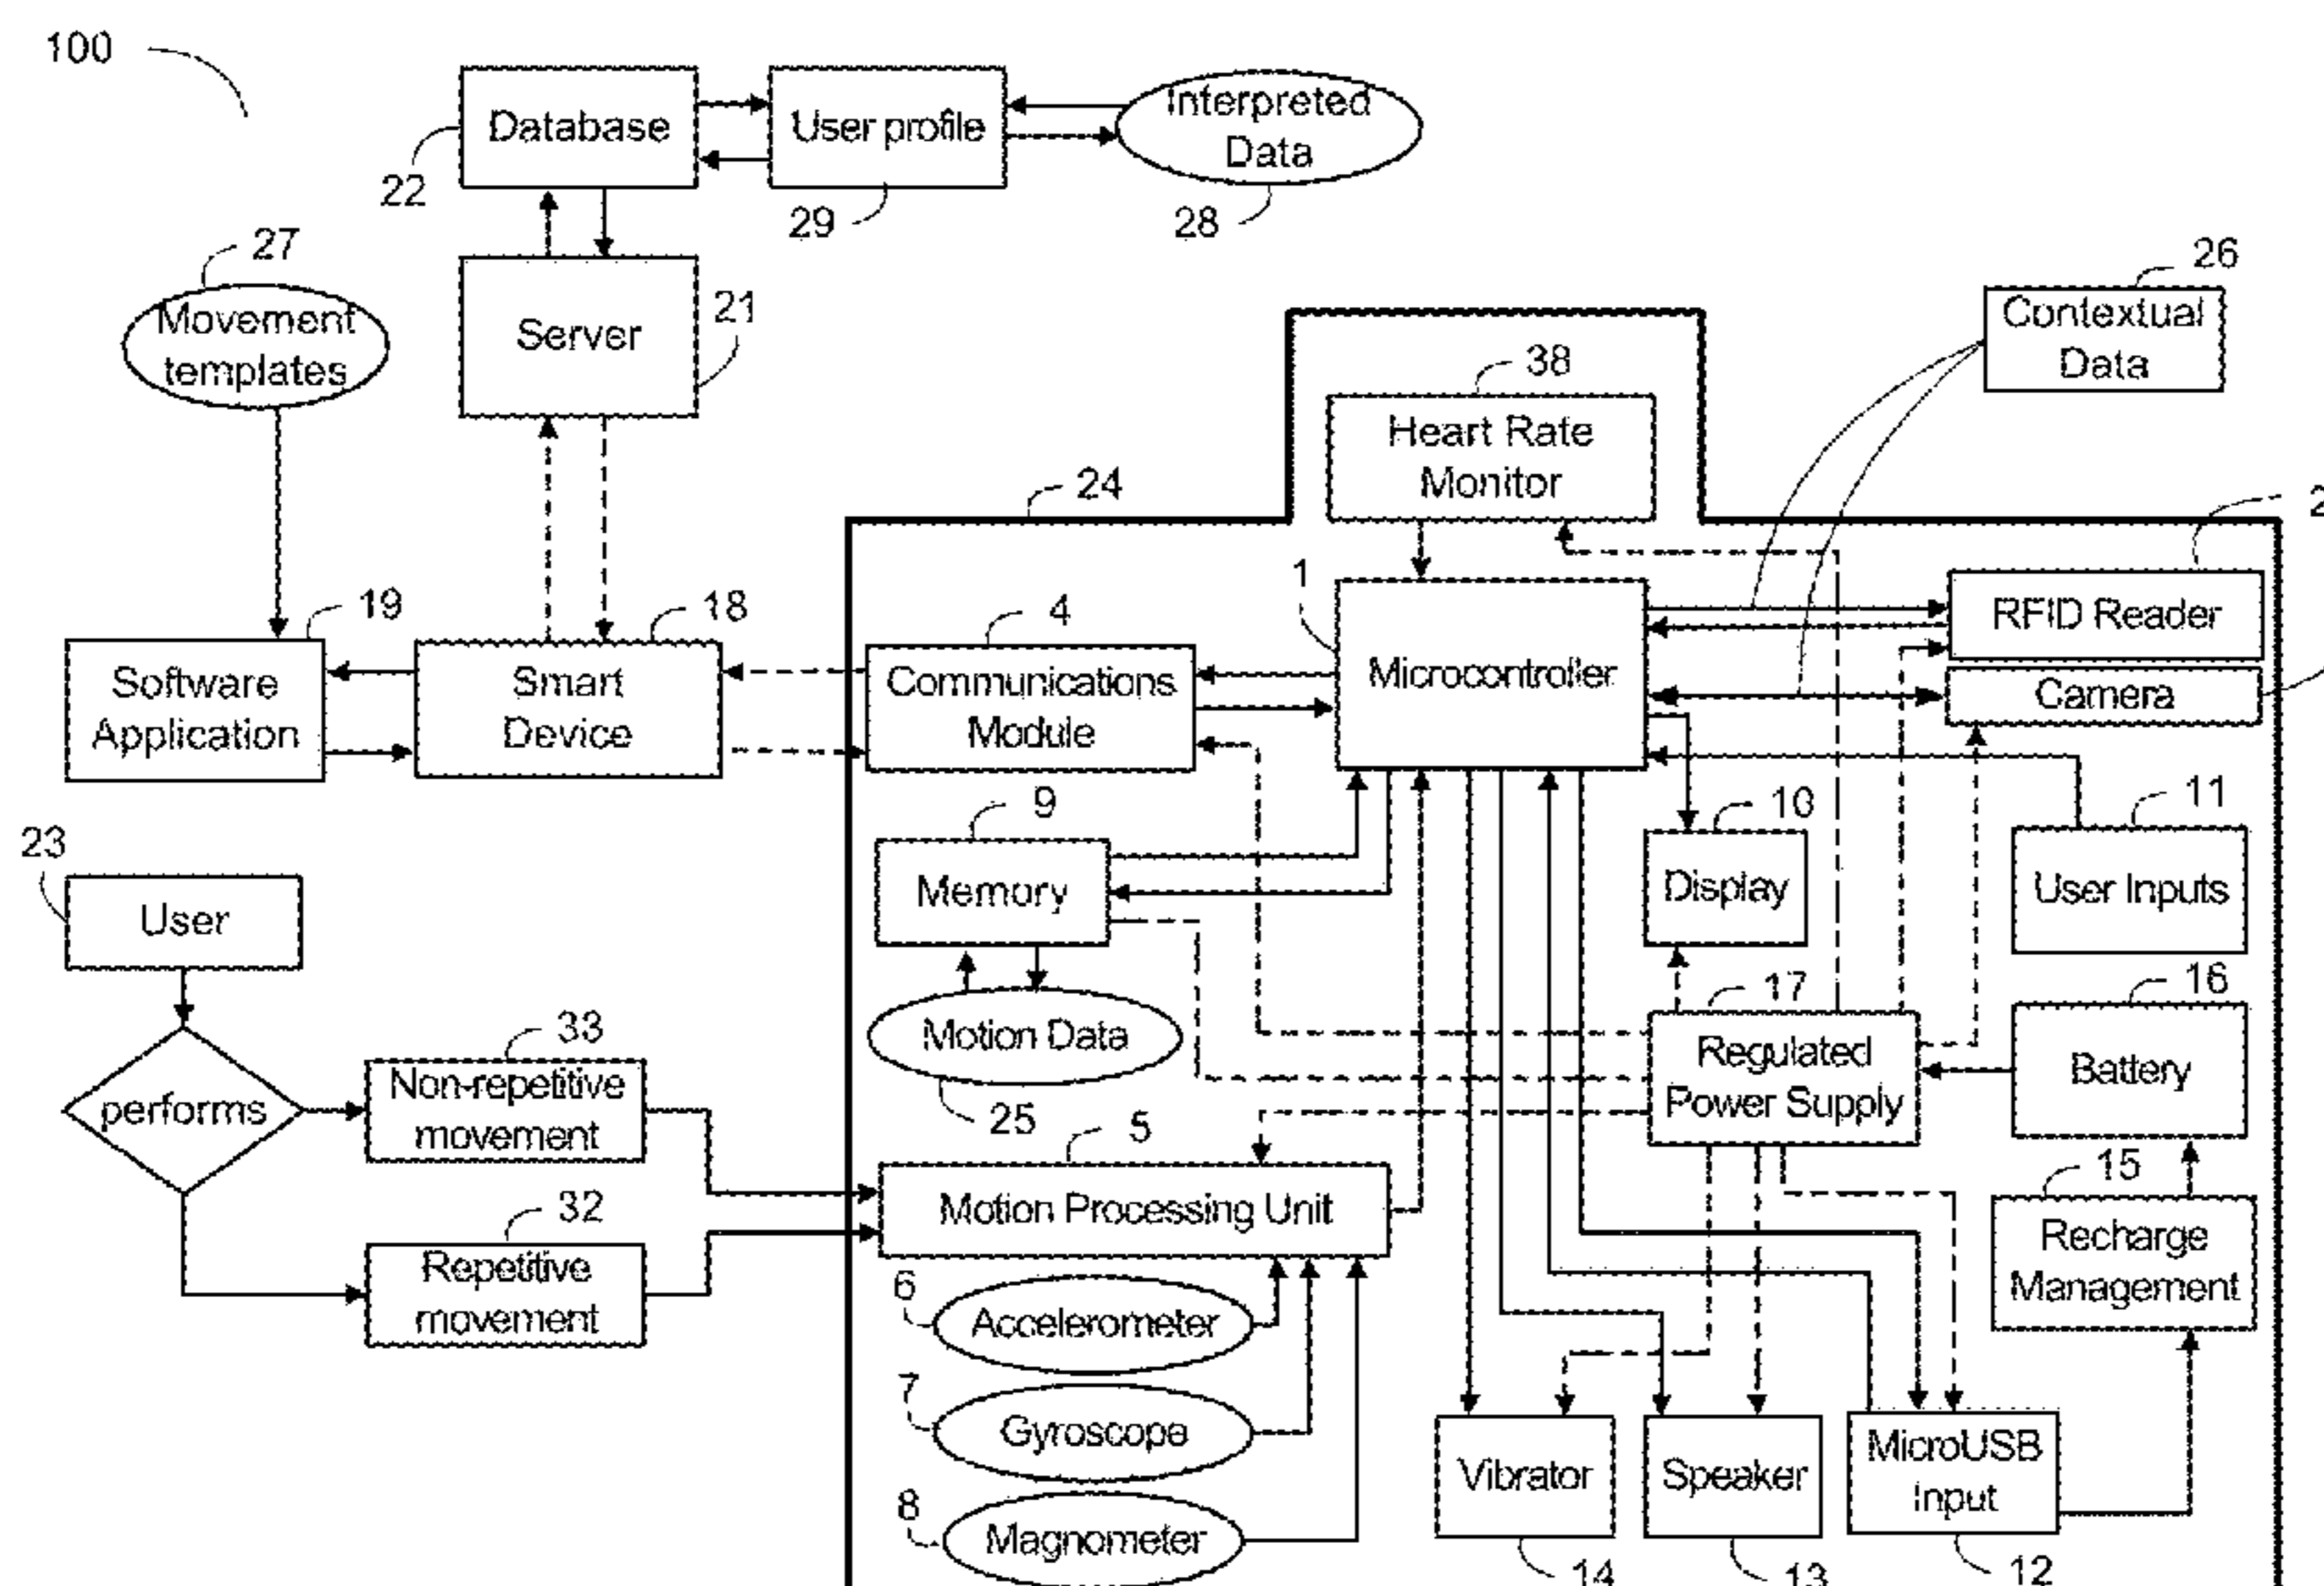 100
Database
User profile
Interpreted
Data
22
29
28
27
Movement
templates
Server
21
26
Contextual
Data
38
Heart Rate
Monitor
24
2
1
RFID Reader
19
18
4
Software
Application
Smart
Device
Communications
Module
Microcontroller
Camera
9
10
11
Memory
Display
User Inputs
23
User
17
16
33
Motion Data
Regulated
Power Supply
Battery
performs
Non-repetitive
movement
25
5
15
32
Motion Processing Unit
Recharge
Management
Repetitive
movement
6
Accelerometer
7
Gyroscope
8
Magnometer
Vibrator
Speaker
MicroUSB
Input
14
13
12